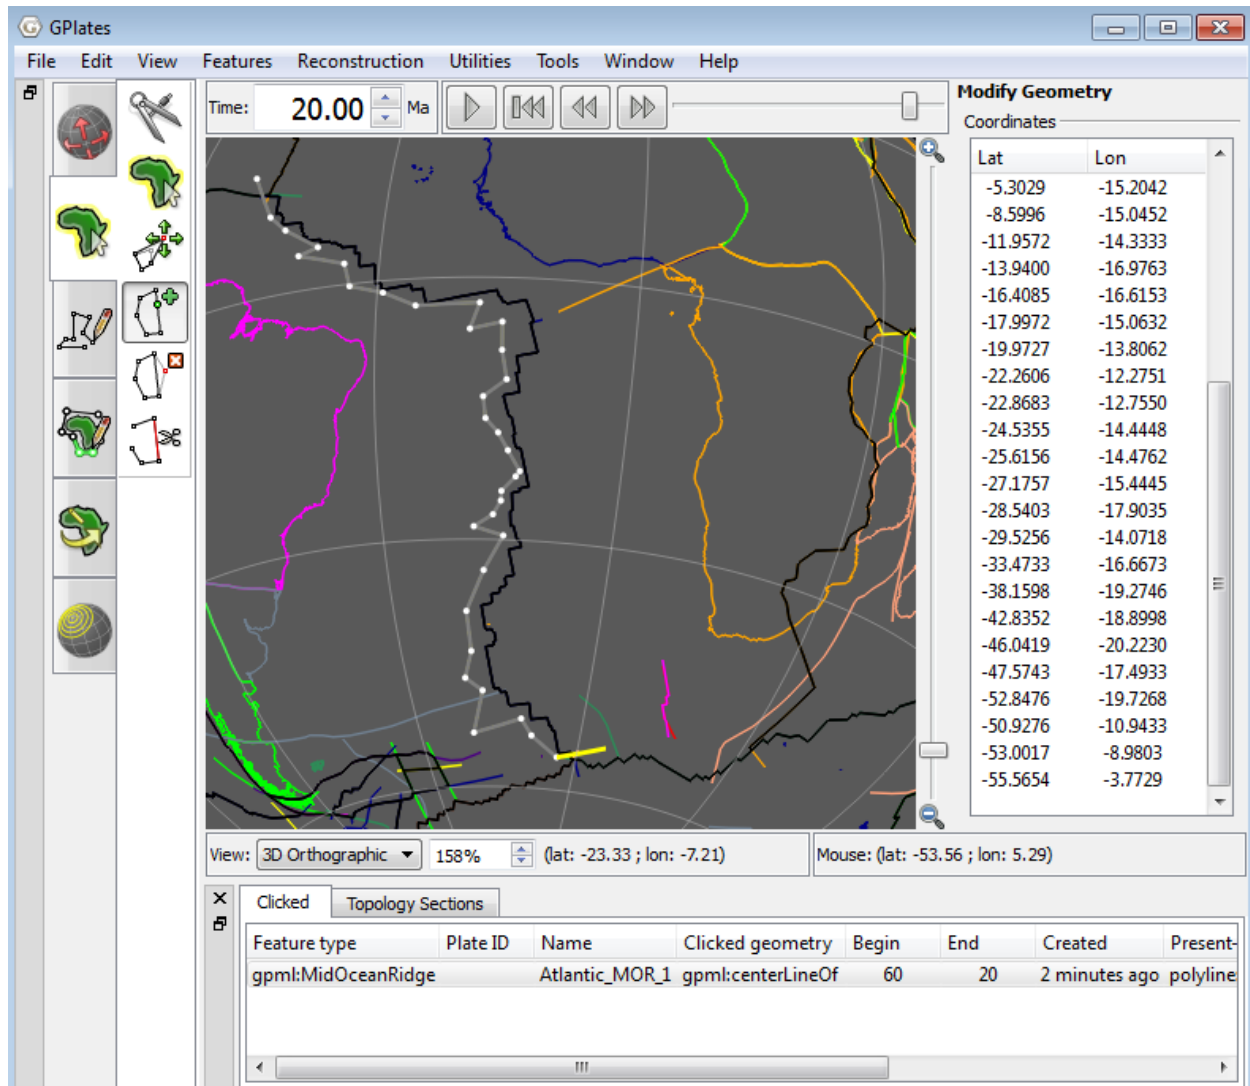 GPlates
File Edit View Features Reconstruction Utilities Tools Window Help
Time: 20.00 Ma
Modify Geometry
Coordinates
Lat Lon
-5.3029 -15.2042
-8.5996 -15.0452
-11.9572 -14.3333
-13.9400 -16.9763
-16.4085 -16.6153
-17.9972 -15.0632
-19.9727 -13.8062
-22.2606 -12.2751
-22.8683 -12.7550
-24.5355 -14.4448
-25.6156 -14.4762
-27.1757 -15.4445
-28.5403 -17.9035
-29.5256 -14.0718
-33.4733 -16.6673
-38.1598 -19.2746
-42.8352 -18.8998
-46.0419 -20.2230
-47.5743 -17.4933
-52.8476 -19.7268
-50.9276 -10.9433
-53.0017 -8.9803
-55.5654 -3.7729
View: 3D Orthographic 158% (lat: -23.33 ; lon: -7.21) Mouse: (lat: -53.56 ; lon: 5.29)
Clicked Topology Sections
Feature type Plate ID Name Clicked geometry Begin End Created Present-
gpml:MidOceanRidge Atlantic_MOR_1 gpml:centerLineOf 60 20 2 minutes ago polyline